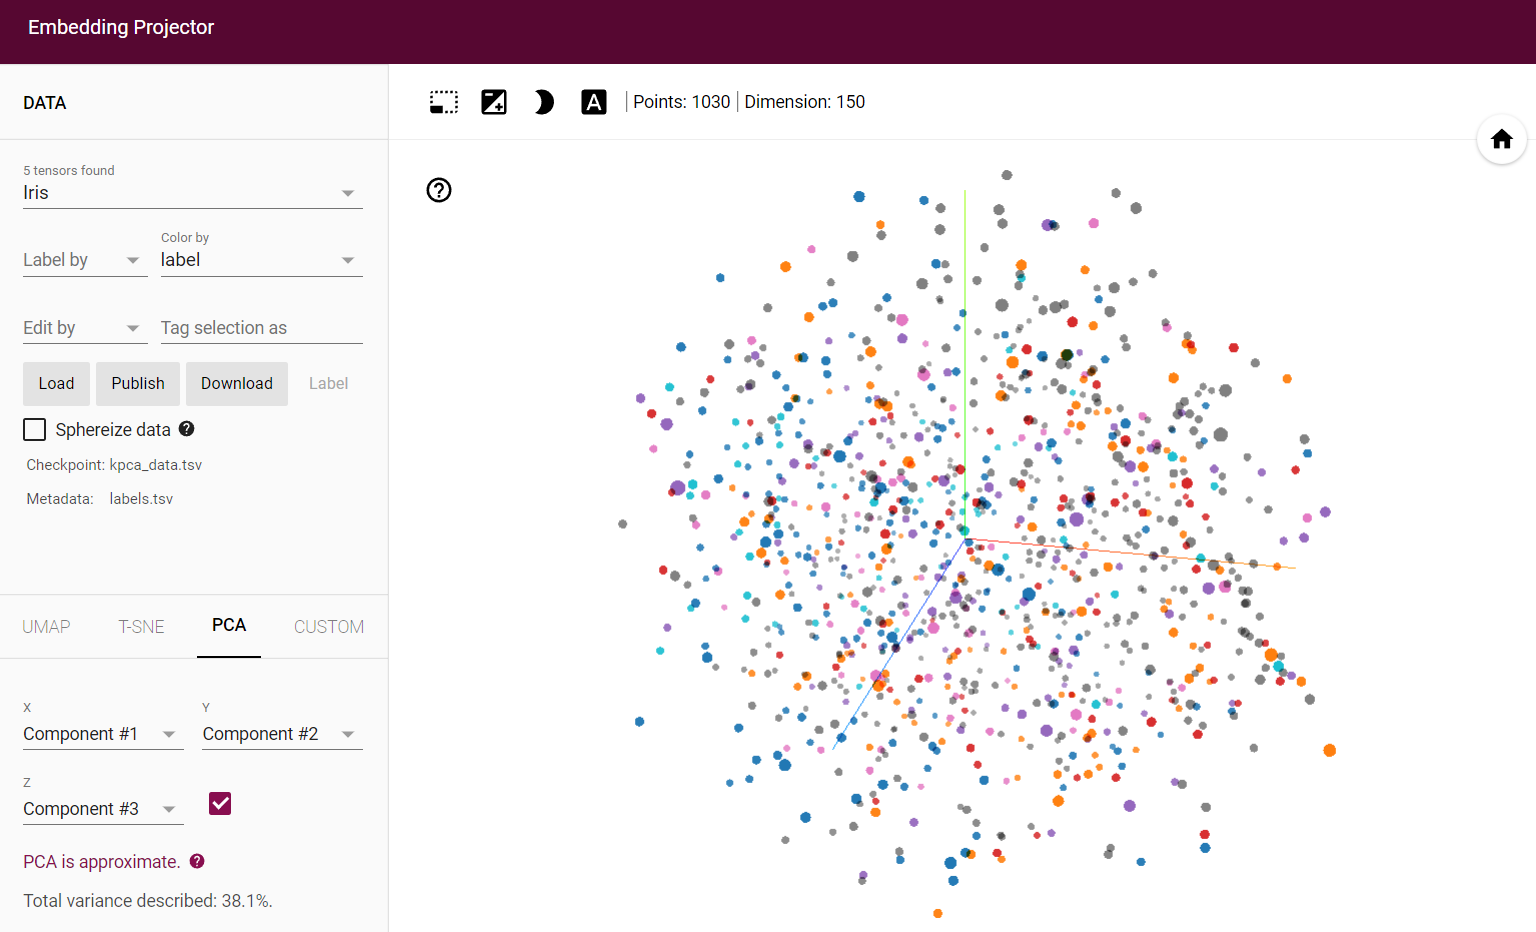 Embedding Projector
DATA
5 tensors found
Iris
Label by
Color by
label
Edit by
Tag selection as
Load Publish Download Label
Sphereize data
Checkpoint: kpca_data.tsv
Metadata: labels.tsv
UMAP T-SNE PCA CUSTOM
X Y
Component #1 Component #2
Z
Component #3
PCA is approximate.
Total variance described: 38.1%.
A
Points: 1030 Dimension: 150